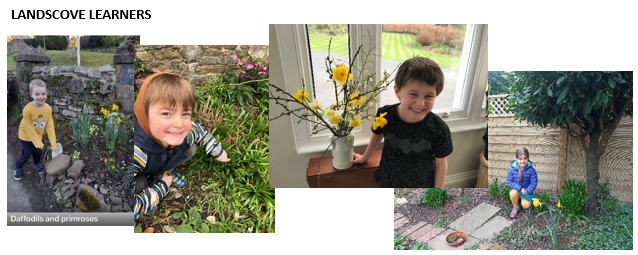 LANDSCOVE LEARNERS
Daffodils and primroses